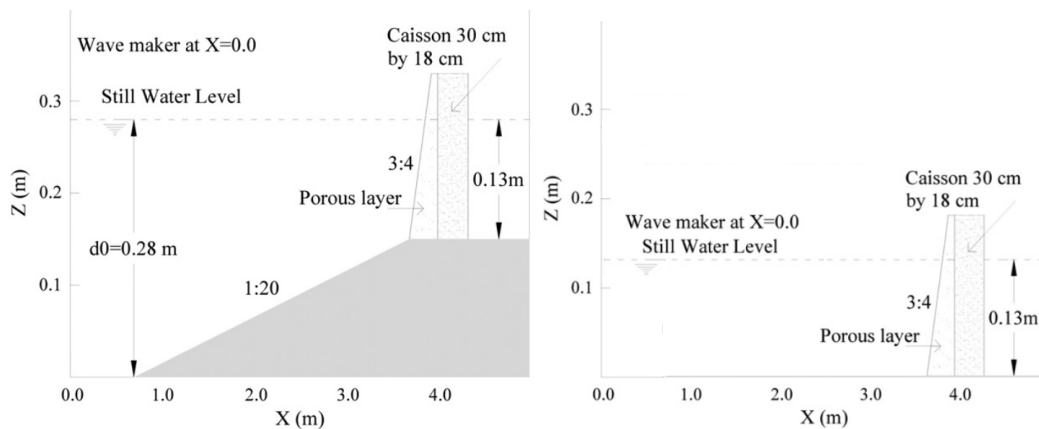 Wave maker at X=0.0
Caisson 30 cm
by 18 cm
Still Water Level
0.3
0.2
0.1
Z (m)
3:4
0.13m
Porous layer
d0=0.28 m
1:20
0.0
1.0
2.0
3.0
4.0
X (m)
0.3
0.2
0.1
Z (m)
Caisson 30 cm
by 18 cm
Wave maker at X=0.0
Still Water Level
3:4
0.13m
Porous layer
0.0
1.0
2.0
3.0
4.0
X (m)